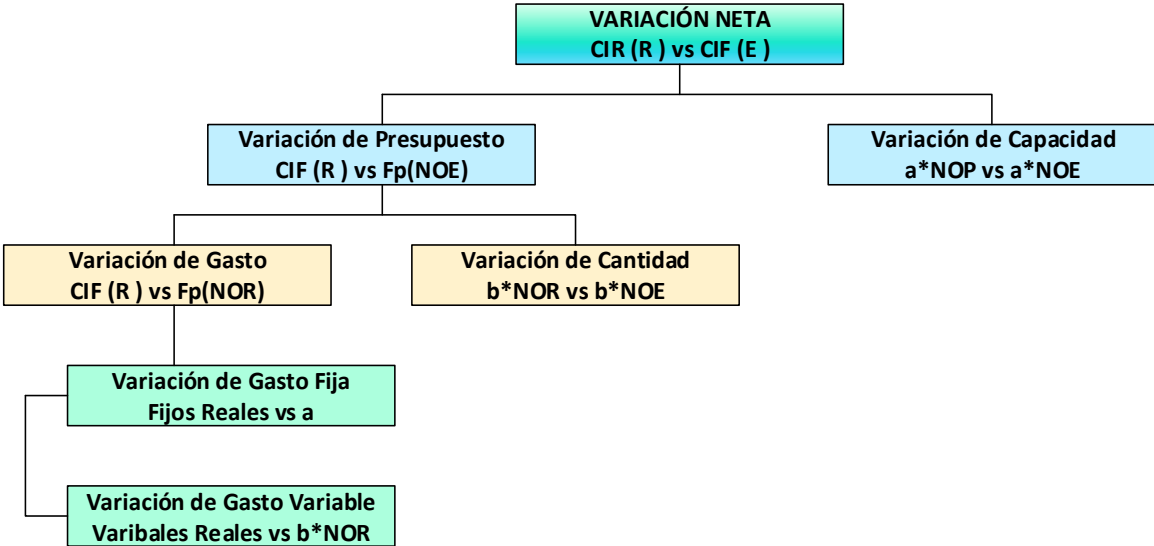 VARIACIÓN NETA
CIR (R ) vs CIF (E )
Variación de Presupuesto
CIF (R ) vs Fp(NOE)
Variación de Capacidad
a*NOP vs a*NOE
Variación de Gasto
CIF (R ) vs Fp(NOR)
Variación de Cantidad
b*NOR vs b*NOE
Variación de Gasto Fija
Fijos Reales vs a
Variación de Gasto Variable
Varibales Reales vs b*NOR